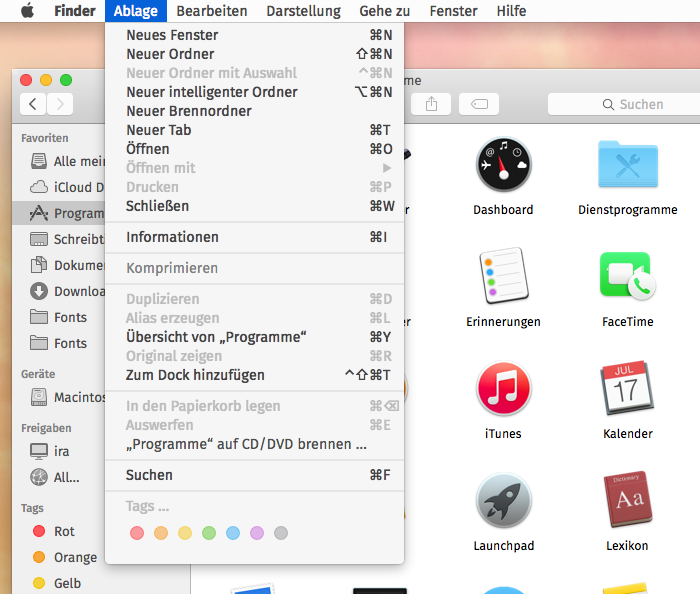 Finder Ablage Bearbeiten Darstellung Gehe zu Fenster Hilfe
Neues Fenster ⌘N
Neuer Ordner ⇧⌘N
Neuer Ordner mit Auswahl ^⌘N
Neuer intelligenter Ordner ⌥⌘N
Neuer Brennordner
Neuer Tab ⌘T
Öffnen ⌘O
Öffnen mit ▶
Drucken ⌘P
Schließen ⌘W
Informationen ⌘I
Komprimieren
Duplizieren ⌘D
Alias erzeugen ⌘L
Übersicht von „Programme“ ⌘Y
Original zeigen ⌘R
Zum Dock hinzufügen ^⇧⌘T
In den Papierkorb legen ⌘⌫
Auswerfen ⌘E
„Programme“ auf CD/DVD brennen ...
Suchen ⌘F
Tags ...
Suchen
Favoriten
Alle mei
iCloud D
Program
Schreibt
Dokume
Downloa
Fonts
Fonts
Geräte
Macintos
Freigaben
ira
All...
Tags
Rot
Orange
Gelb
Dashboard
Dienstprogramme
Erinnerungen
FaceTime
iTunes
JUL
17
Kalender
Launchpad
Dictionary
Aa
Lexikon